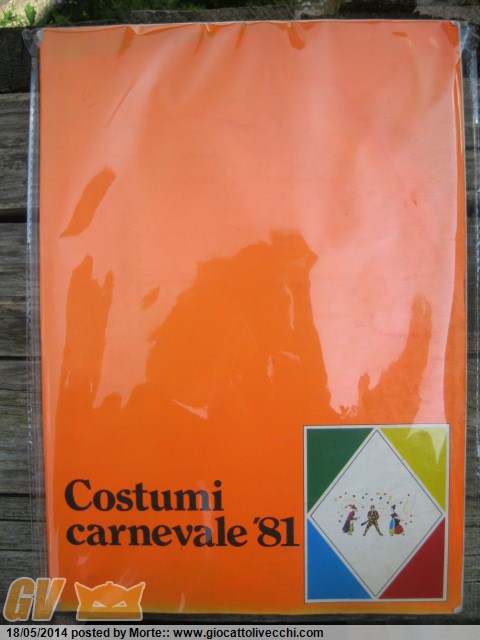 Costumi
carnevale '81
GV
18/05/2014 posted by Morte:: www.giocattolivecchi.com